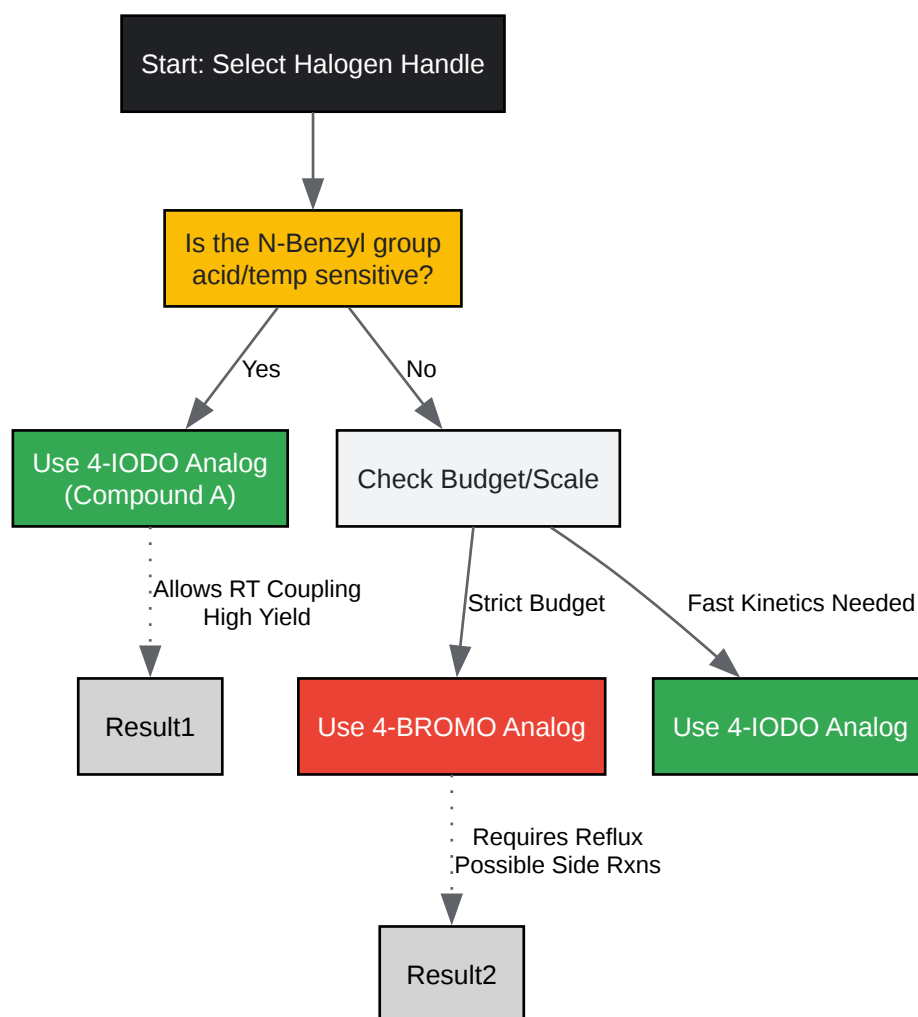 Start: Select Halogen Handle
Is the N-Benzyl group
acid/temp sensitive?
Yes
No
Use 4-IODO Analog
(Compound A)
Check Budget/Scale
Allows RT Coupling
High Yield
Strict Budget
Fast Kinetics Needed
Result1
Use 4-BROMO Analog
Use 4-IODO Analog
Requires Reflux
Possible Side Rxns
Result2